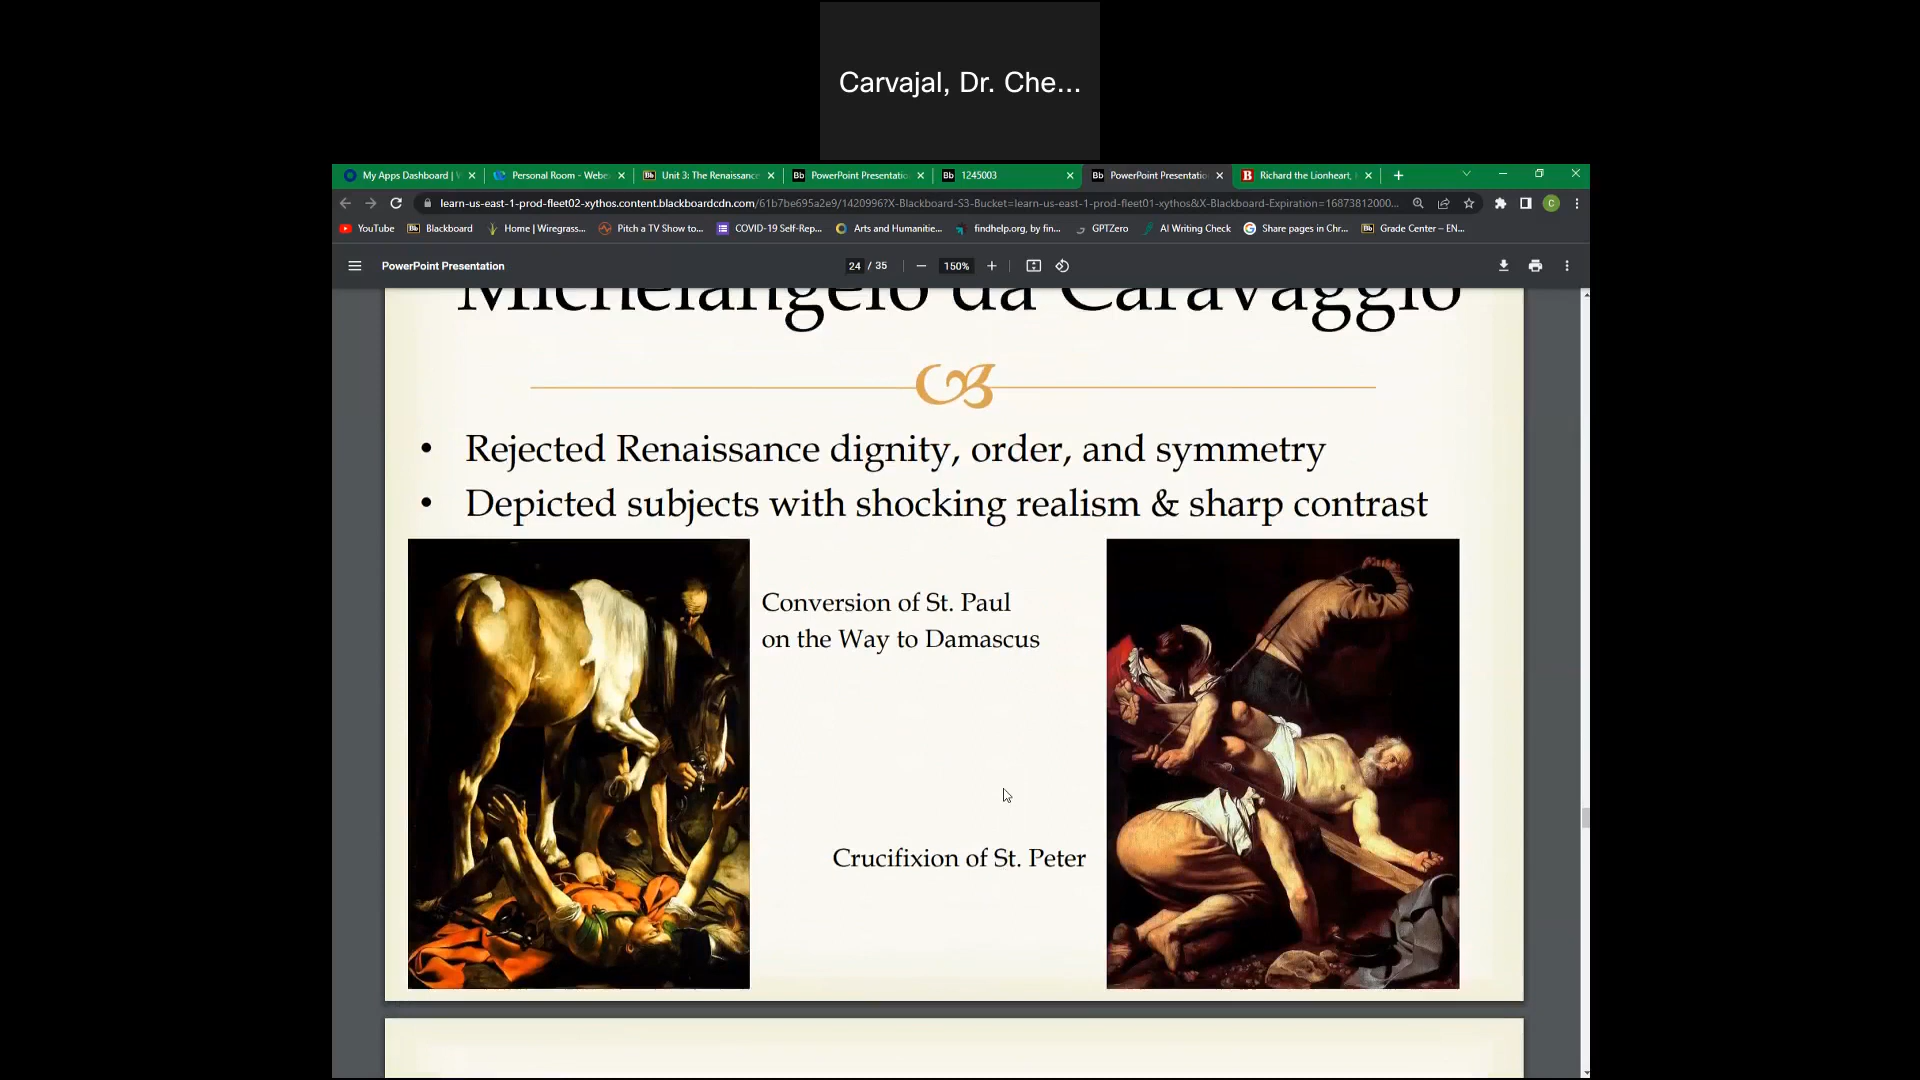 Carvajal, Dr. Che...
My Apps Dashboard | 
Personal Room - Webe
Unit 3: The Renaissance
PowerPoint Presentatio
1245003
PowerPoint Presentatio
Richard the Lionheart,
learn-us-east-1-prod-fleet02-xythos.content.blackboardcdn.com/61b7be695a2e9/1420996?X-Blackboard-S3-Bucket=learn-us-east-1-prod-fleet01-xythos&X-Blackboard-Expiration=16873812000...
YouTube
Blackboard
Home | Wiregrass...
Pitch a TV Show to...
COVID-19 Self-Rep...
Arts and Humanitie...
findhelp.org, by fin...
GPTZero
AI Writing Check
Share pages in Chr...
Grade Center – EN...
PowerPoint Presentation
24 / 35
150%
Michelangelo da Caravaggio
• Rejected Renaissance dignity, order, and symmetry
• Depicted subjects with shocking realism & sharp contrast
Conversion of St. Paul
on the Way to Damascus
Crucifixion of St. Peter